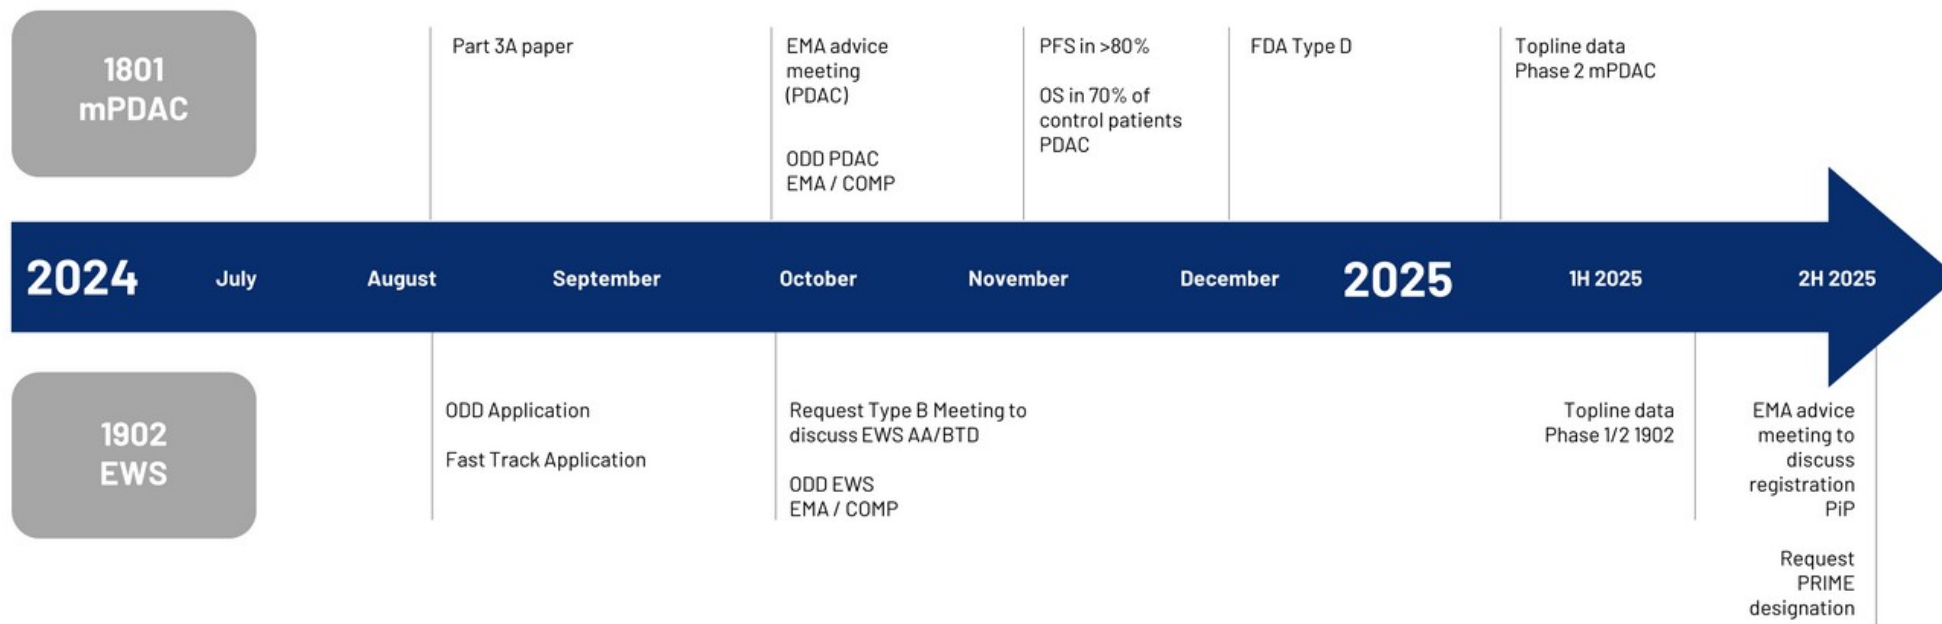 1801
mPDAC
Part 3A paper
EMA advice
meeting
(PDAC)
ODD PDAC
EMA / COMP
PFS in >80%
OS in 70% of
control patients
PDAC
FDA Type D
Topline data
Phase 2 mPDAC
2024
July
August
September
October
November
December
2025
1H 2025
2H 2025
1902
EWS
ODD Application
Fast Track Application
Request Type B Meeting to
discuss EWS AA/BTD
ODD EWS
EMA / COMP
Topline data
Phase 1/2 1902
EMA advice
meeting to
discuss
registration
PiP
Request
PRIME
designation